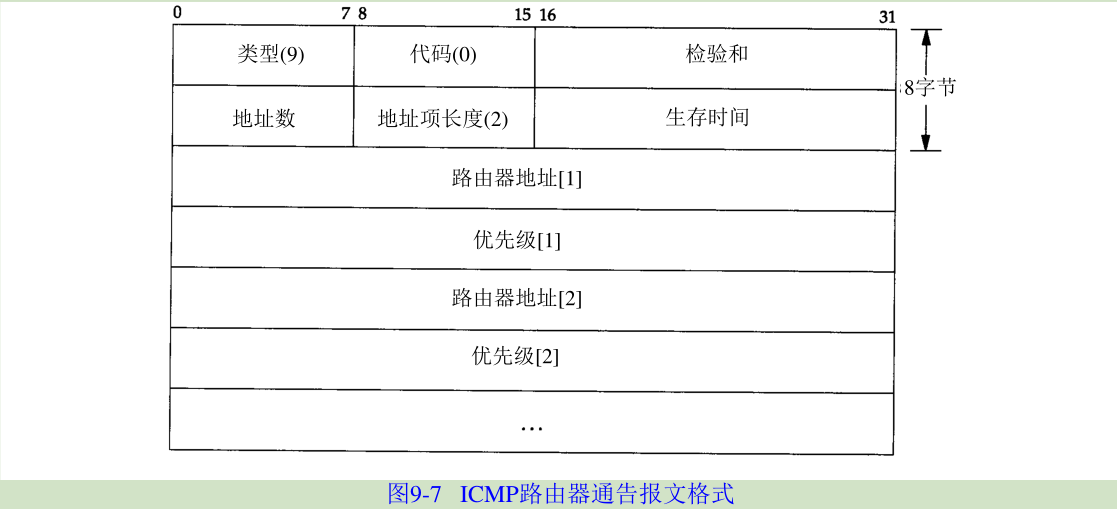 0 7 8 15 16 31
类型(9) 代码(0) 检验和
8字节
地址数 地址项长度(2) 生存时间
路由器地址[1]
优先级[1]
路由器地址[2]
优先级[2]
…
图9-7 ICMP路由器通告报文格式